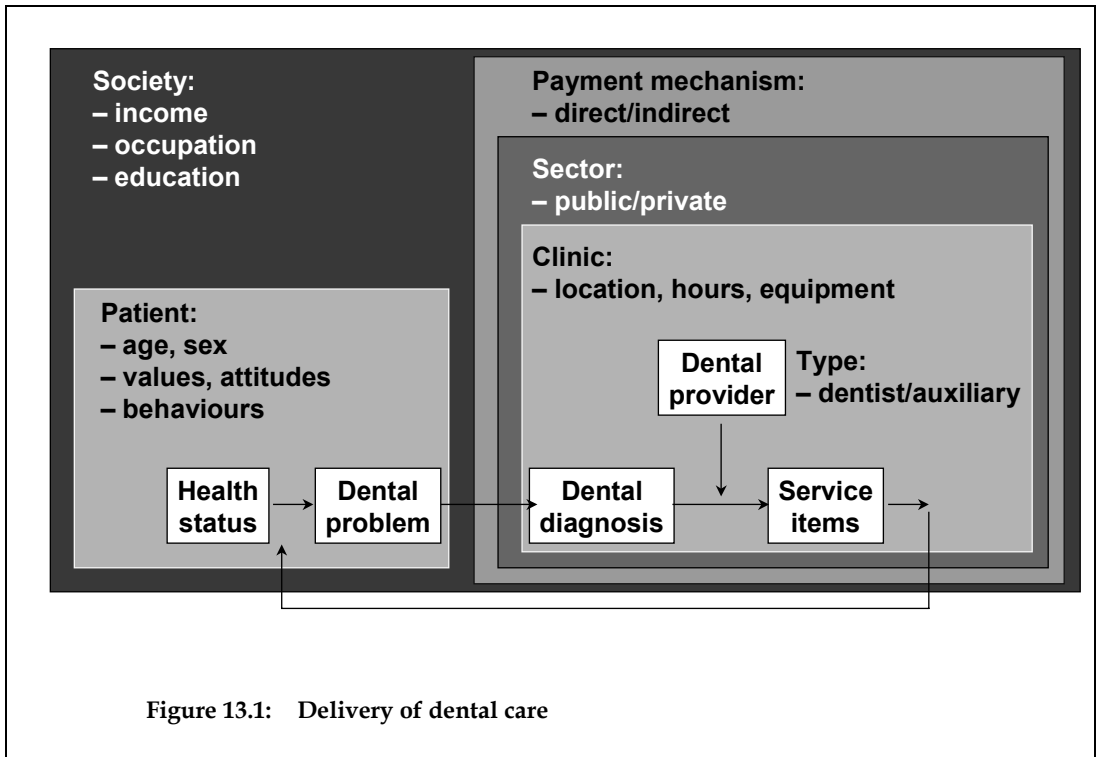 Society:
– income
– occupation
– education
Payment mechanism:
– direct/indirect
Sector:
– public/private
Clinic:
– location, hours, equipment
Patient:
– age, sex
– values, attitudes
– behaviours
Dental
provider
Type:
– dentist/auxiliary
Health
status
Dental
problem
Dental
diagnosis
Service
items
Figure 13.1: Delivery of dental care